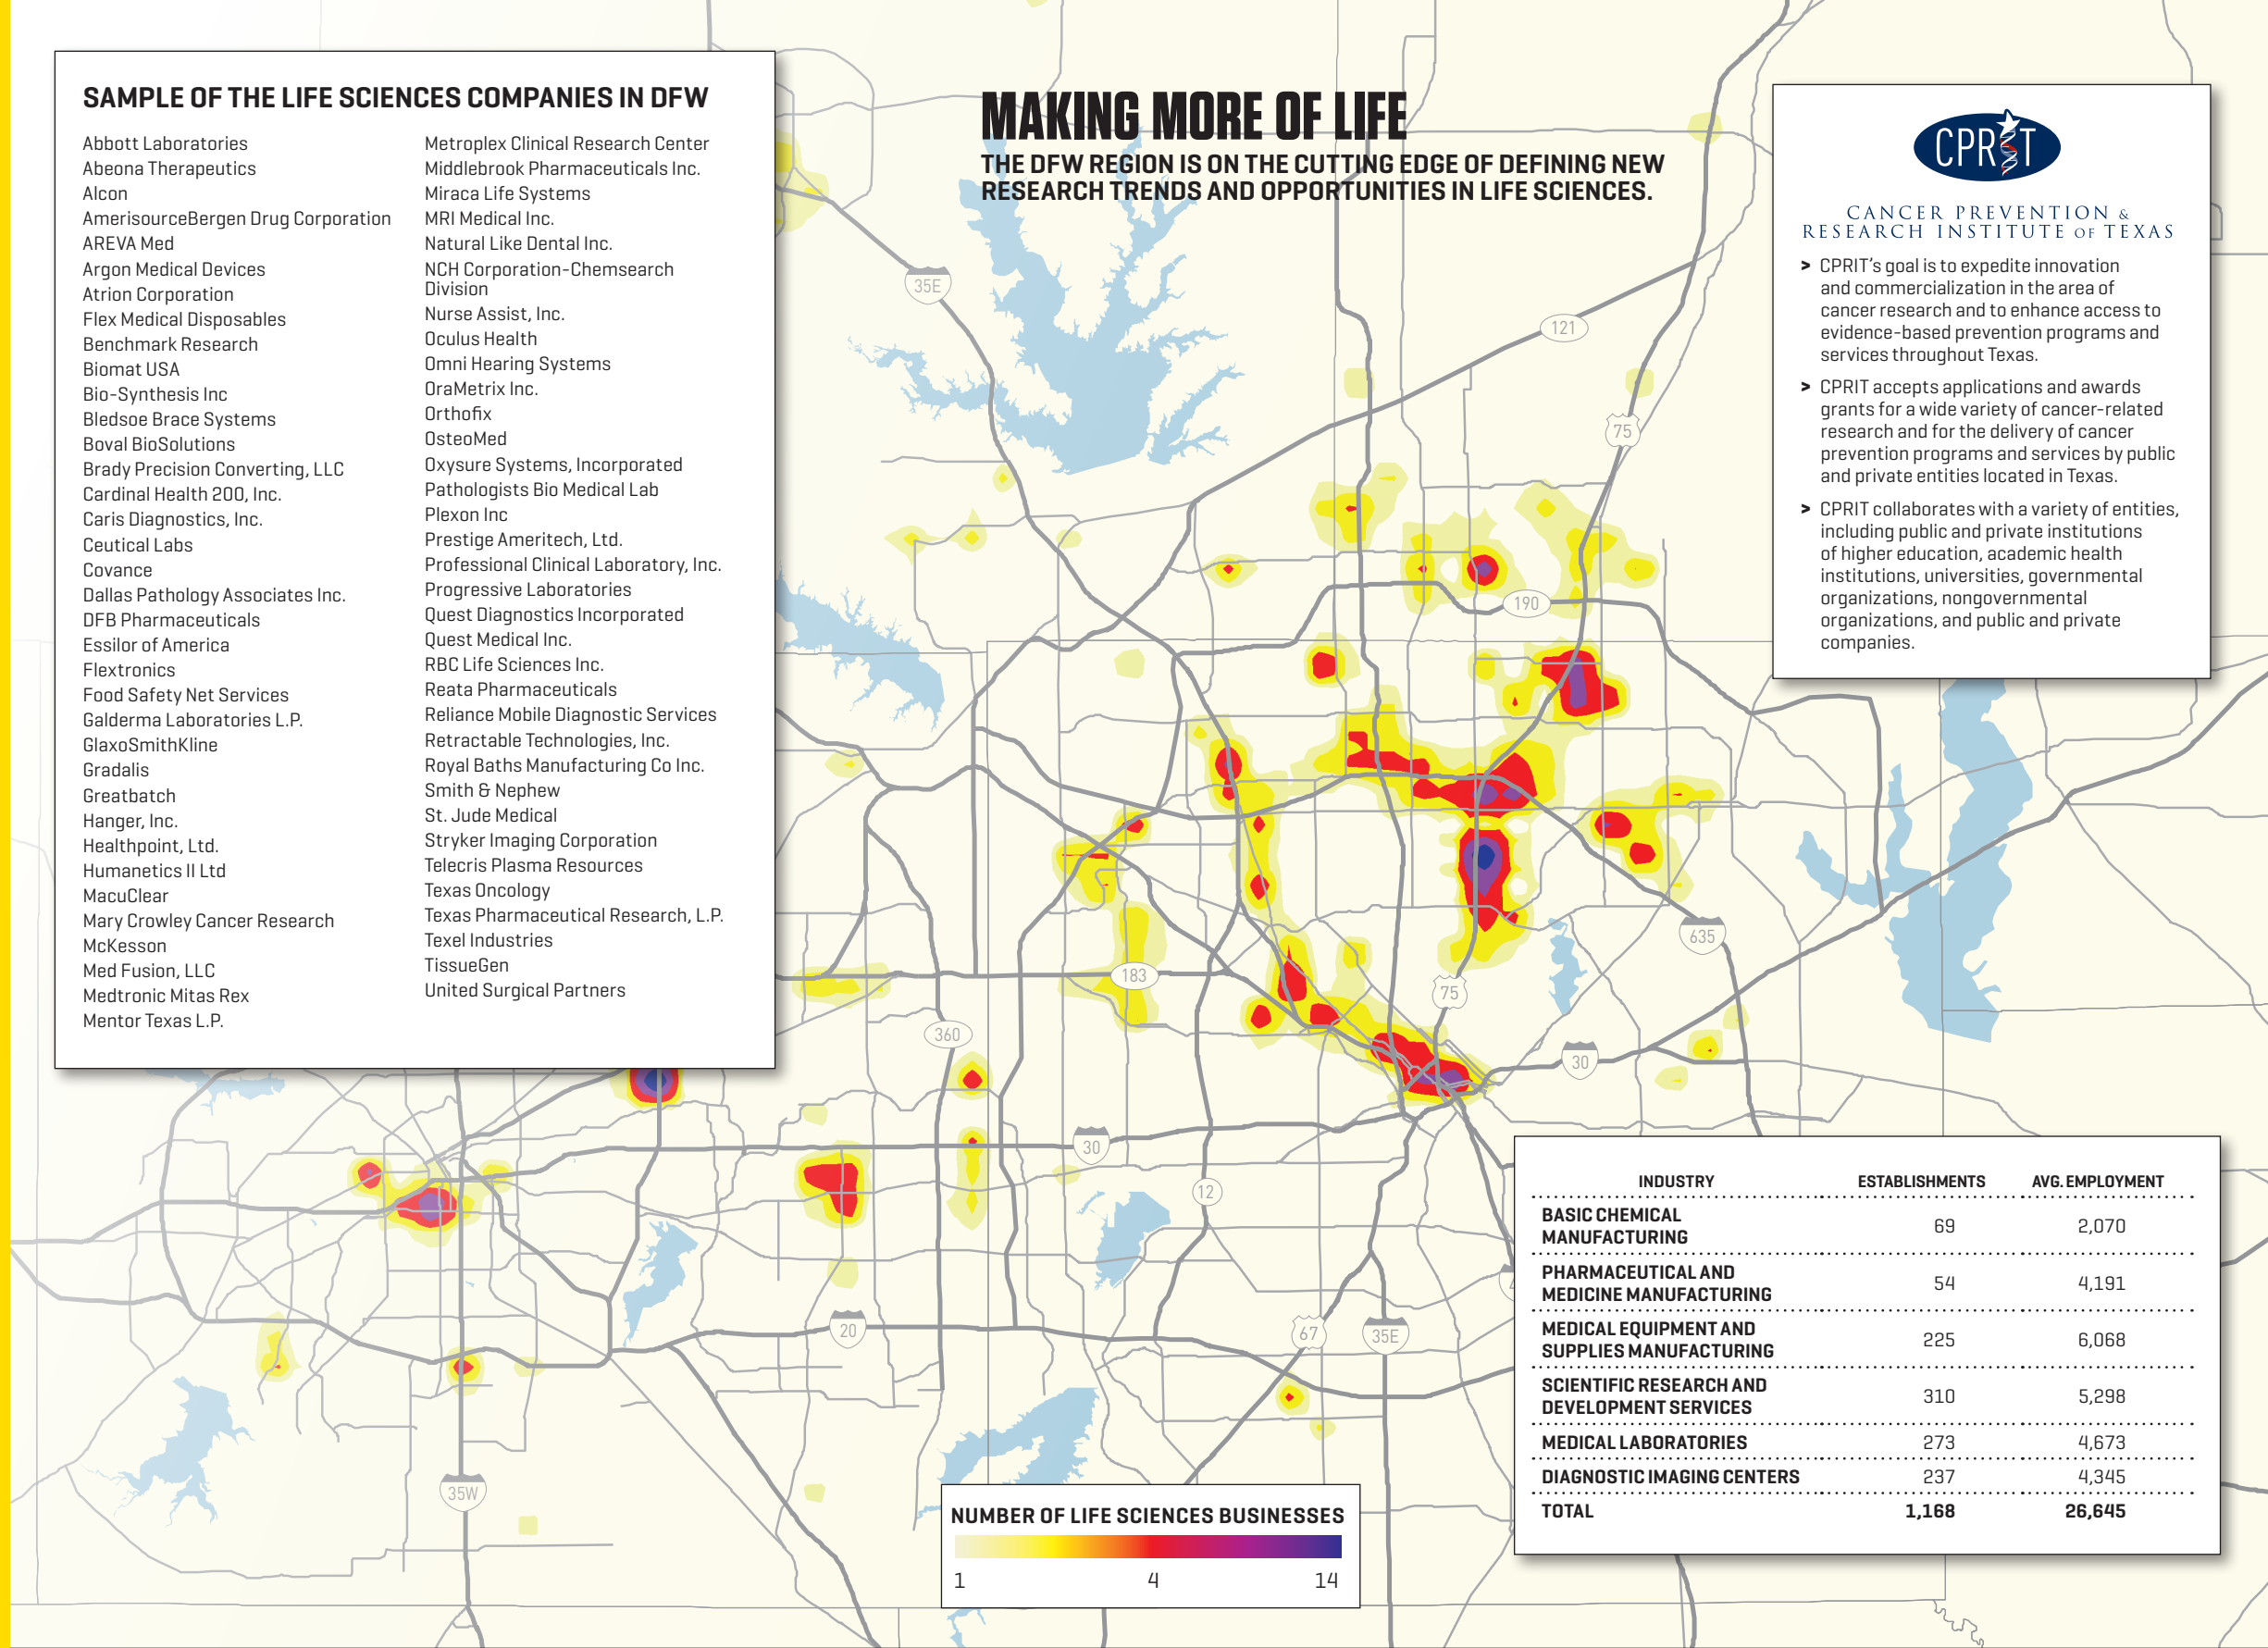 SAMPLE OF THE LIFE SCIENCES COMPANIES IN DFW
Abbott Laboratories
Abeona Therapeutics
Alcon
AmerisourceBergen Drug Corporation
AREVA Med
Argon Medical Devices
Atrion Corporation
Flex Medical Disposables
Benchmark Research
Biomat USA
Bio-Synthesis Inc
Bledsoe Brace Systems
Boval BioSolutions
Brady Precision Converting, LLC
Cardinal Health 200, Inc.
Caris Diagnostics, Inc.
Ceutical Labs
Covance
Dallas Pathology Associates Inc.
DFB Pharmaceuticals
Essilor of America
Flextronics
Food Safety Net Services
Galderma Laboratories L.P.
GlaxoSmithKline
Gradalis
Greatbatch
Hanger, Inc.
Healthpoint, Ltd.
Humanetics II Ltd
MacuClear
Mary Crowley Cancer Research
McKesson
Med Fusion, LLC
Medtronic Mitas Rex
Mentor Texas L.P.
Metroplex Clinical Research Center
Middlebrook Pharmaceuticals Inc.
Miraca Life Systems
MRI Medical Inc.
Natural Like Dental Inc.
NCH Corporation-Chemsearch
Division
Nurse Assist, Inc.
Oculus Health
Omni Hearing Systems
OraMetrix Inc.
Orthofix
OsteoMed
Oxysure Systems, Incorporated
Pathologists Bio Medical Lab
Plexon Inc
Prestige Ameritech, Ltd.
Professional Clinical Laboratory, Inc.
Progressive Laboratories
Quest Diagnostics Incorporated
Quest Medical Inc.
RBC Life Sciences Inc.
Reata Pharmaceuticals
Reliance Mobile Diagnostic Services
Retractable Technologies, Inc.
Royal Baths Manufacturing Co Inc.
Smith & Nephew
St. Jude Medical
Stryker Imaging Corporation
Telecris Plasma Resources
Texas Oncology
Texas Pharmaceutical Research, L.P.
Texel Industries
TissueGen
United Surgical Partners
MAKING MORE OF LIFE
THE DFW REGION IS ON THE CUTTING EDGE OF DEFINING NEW
RESEARCH TRENDS AND OPPORTUNITIES IN LIFE SCIENCES.
CPRIT
CANCER PREVENTION &
RESEARCH INSTITUTE OF TEXAS
> CPRIT's goal is to expedite innovation
and commercialization in the area of
cancer research and to enhance access to
evidence-based prevention programs and
services throughout Texas.
> CPRIT accepts applications and awards
grants for a wide variety of cancer-related
research and for the delivery of cancer
prevention programs and services by public
and private entities located in Texas.
> CPRIT collaborates with a variety of entities,
including public and private institutions
of higher education, academic health
institutions, universities, governmental
organizations, nongovernmental
organizations, and public and private
companies.
35E
121
75
190
635
183
75
360
30
30
12
20
67
35E
35W
INDUSTRY ESTABLISHMENTS AVG. EMPLOYMENT
BASIC CHEMICAL
MANUFACTURING 69 2,070
PHARMACEUTICAL AND
MEDICINE MANUFACTURING 54 4,191
MEDICAL EQUIPMENT AND
SUPPLIES MANUFACTURING 225 6,068
SCIENTIFIC RESEARCH AND
DEVELOPMENT SERVICES 310 5,298
MEDICAL LABORATORIES 273 4,673
DIAGNOSTIC IMAGING CENTERS 237 4,345
TOTAL 1,168 26,645
NUMBER OF LIFE SCIENCES BUSINESSES
1 4 14